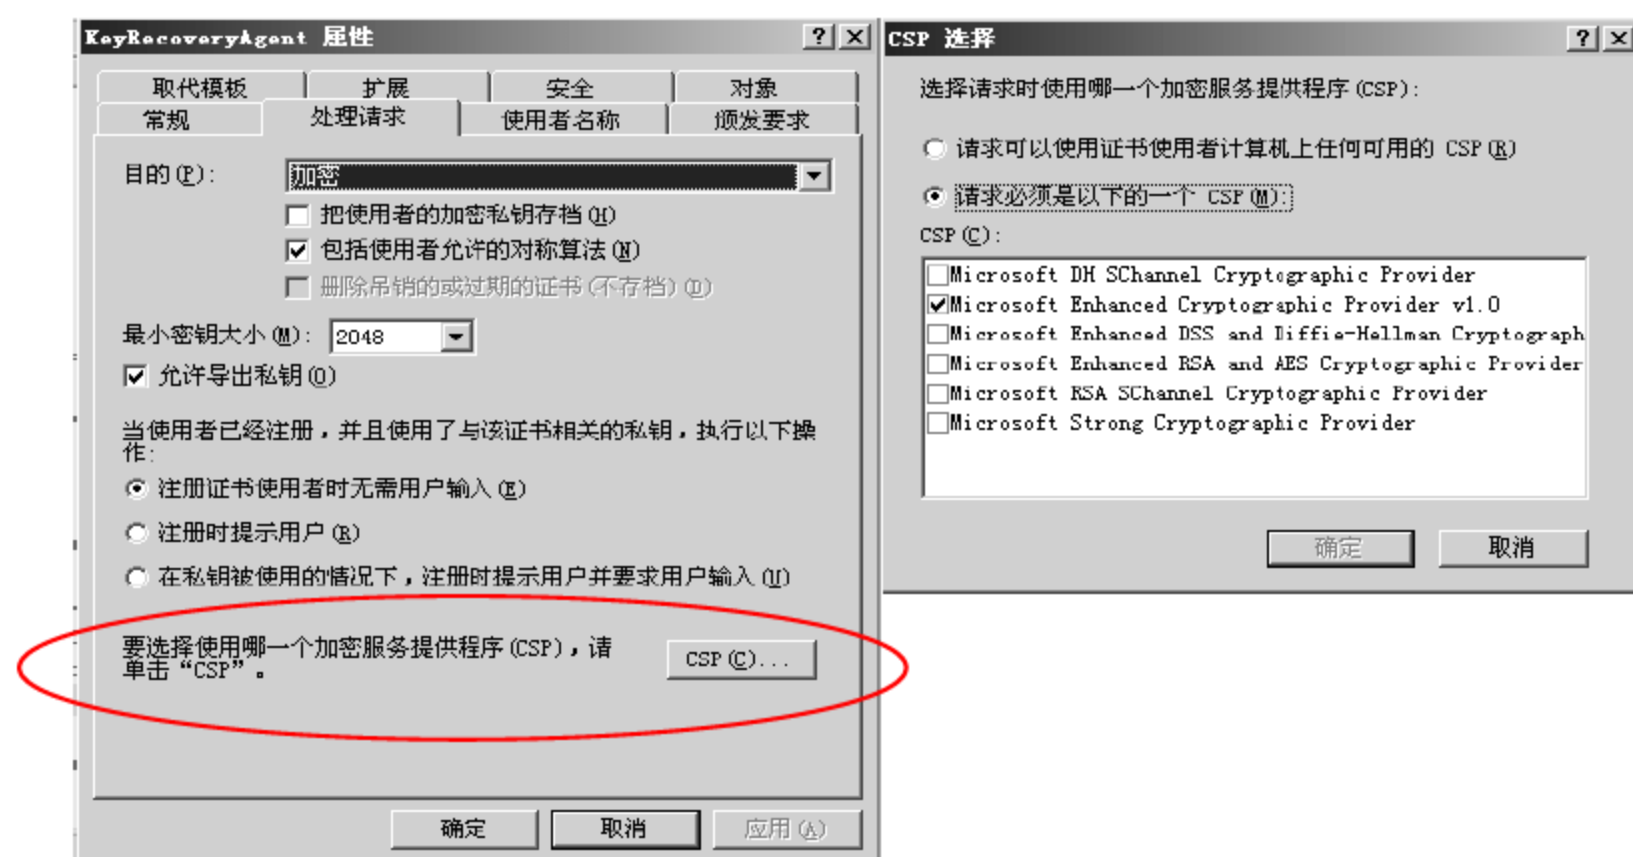 KeyRecoveryAgent 属性
取代模板 扩展 安全 对象
常规 处理请求 使用者名称 颁发要求
目的(P): 加密
把使用者的加密私钥存档(H)
包括使用者允许的对称算法(N)
删除吊销的或过期的证书(不存档)(D)
最小密钥大小(M): 2048
允许导出私钥(O)
当使用者已经注册，并且使用了与该证书相关的私钥，执行以下操
作:
注册证书使用者时无需用户输入(E)
注册时提示用户(R)
在私钥被使用的情况下，注册时提示用户并要求用户输入(U)
要选择使用哪一个加密服务提供程序(CSP)，请
单击“CSP”。
CSP(C)...
确定 取消 应用(A)
CSP 选择
选择请求时使用哪一个加密服务提供程序(CSP):
请求可以使用证书使用者计算机上任何可用的 CSP(R)
请求必须是以下的一个 CSP(M):
CSP(C):
Microsoft DH SChannel Cryptographic Provider
Microsoft Enhanced Cryptographic Provider v1.0
Microsoft Enhanced DSS and Diffie-Hellman Cryptograph
Microsoft Enhanced RSA and AES Cryptographic Provider
Microsoft RSA SChannel Cryptographic Provider
Microsoft Strong Cryptographic Provider
确定 取消